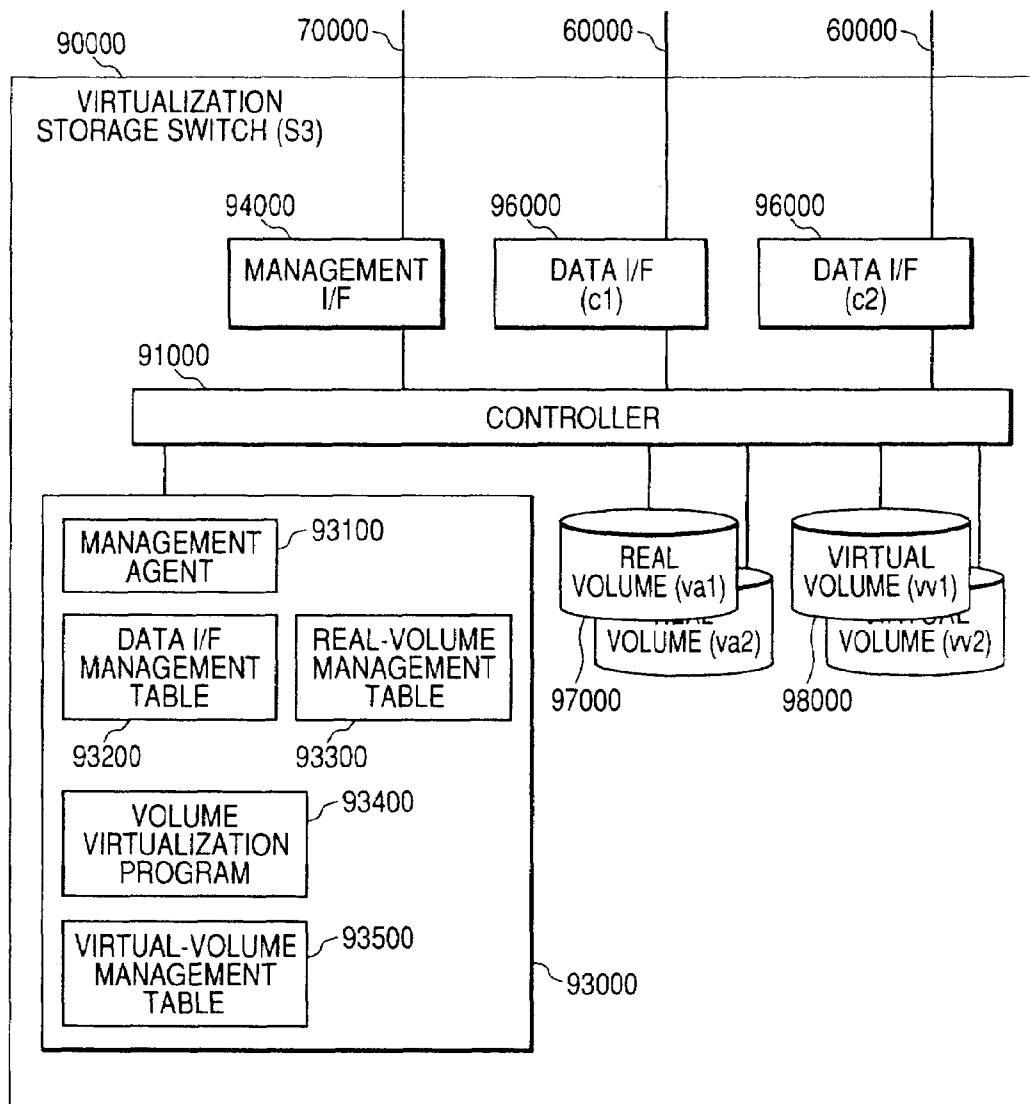 70000
60000
60000
90000
VIRTUALIZATION
STORAGE SWITCH (S3)
94000
96000
96000
MANAGEMENT
I/F
DATA I/F
(c1)
DATA I/F
(c2)
91000
CONTROLLER
MANAGEMENT
AGENT
93100
DATA I/F
MANAGEMENT
TABLE
93200
REAL-VOLUME
MANAGEMENT
TABLE
93300
VOLUME
VIRTUALIZATION
PROGRAM
93400
VIRTUAL-VOLUME
MANAGEMENT
TABLE
93500
93000
REAL
VOLUME (va1)
REAL
VOLUME (va2)
97000
VIRTUAL
VOLUME (vv1)
VIRTUAL
VOLUME (vv2)
98000